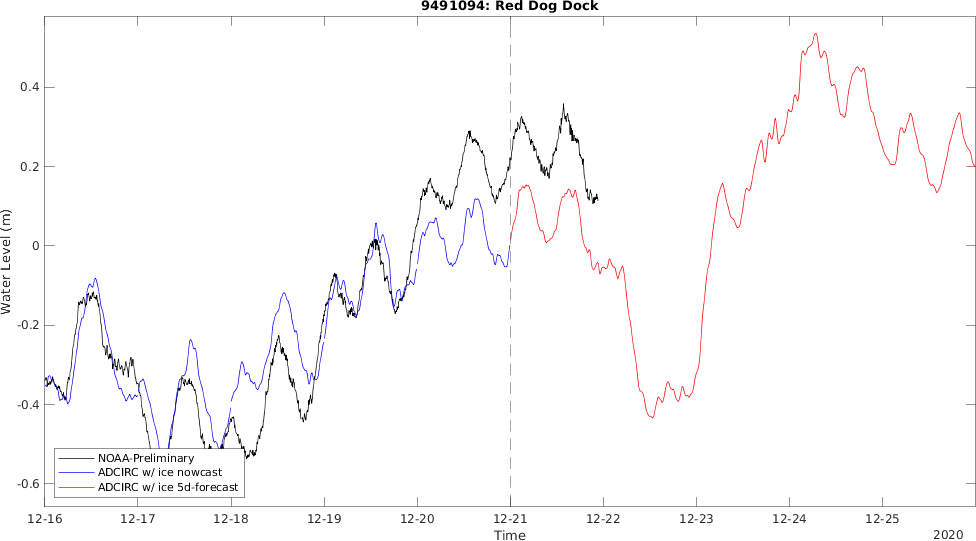 9491094: Red Dog Dock
Water Level (m)
0.4
0.2
0
-0.2
-0.4
-0.6
NOAA-Preliminary
ADCIRC w/ ice nowcast
ADCIRC w/ ice 5d-forecast
12-16 12-17 12-18 12-19 12-20 12-21 12-22 12-23 12-24 12-25
Time
2020